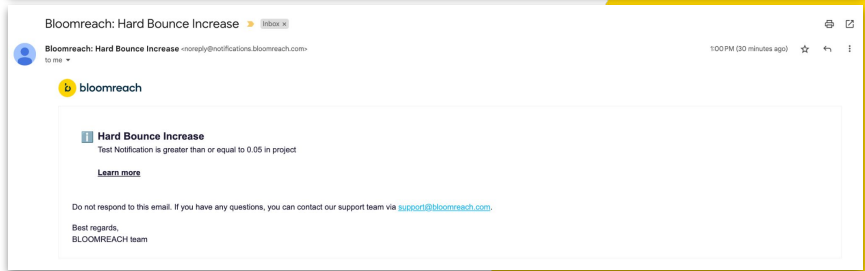 Bloomreach: Hard Bounce Increase Inbox ×
Bloomreach: Hard Bounce Increase <noreply@notifications.bloomreach.com> 1:00 PM (30 minutes ago)
to me
b bloomreach
i Hard Bounce Increase
Test Notification is greater than or equal to 0.05 in project
Learn more
Do not respond to this email. If you have any questions, you can contact our support team via support@bloomreach.com.
Best regards,
BLOOMREACH team